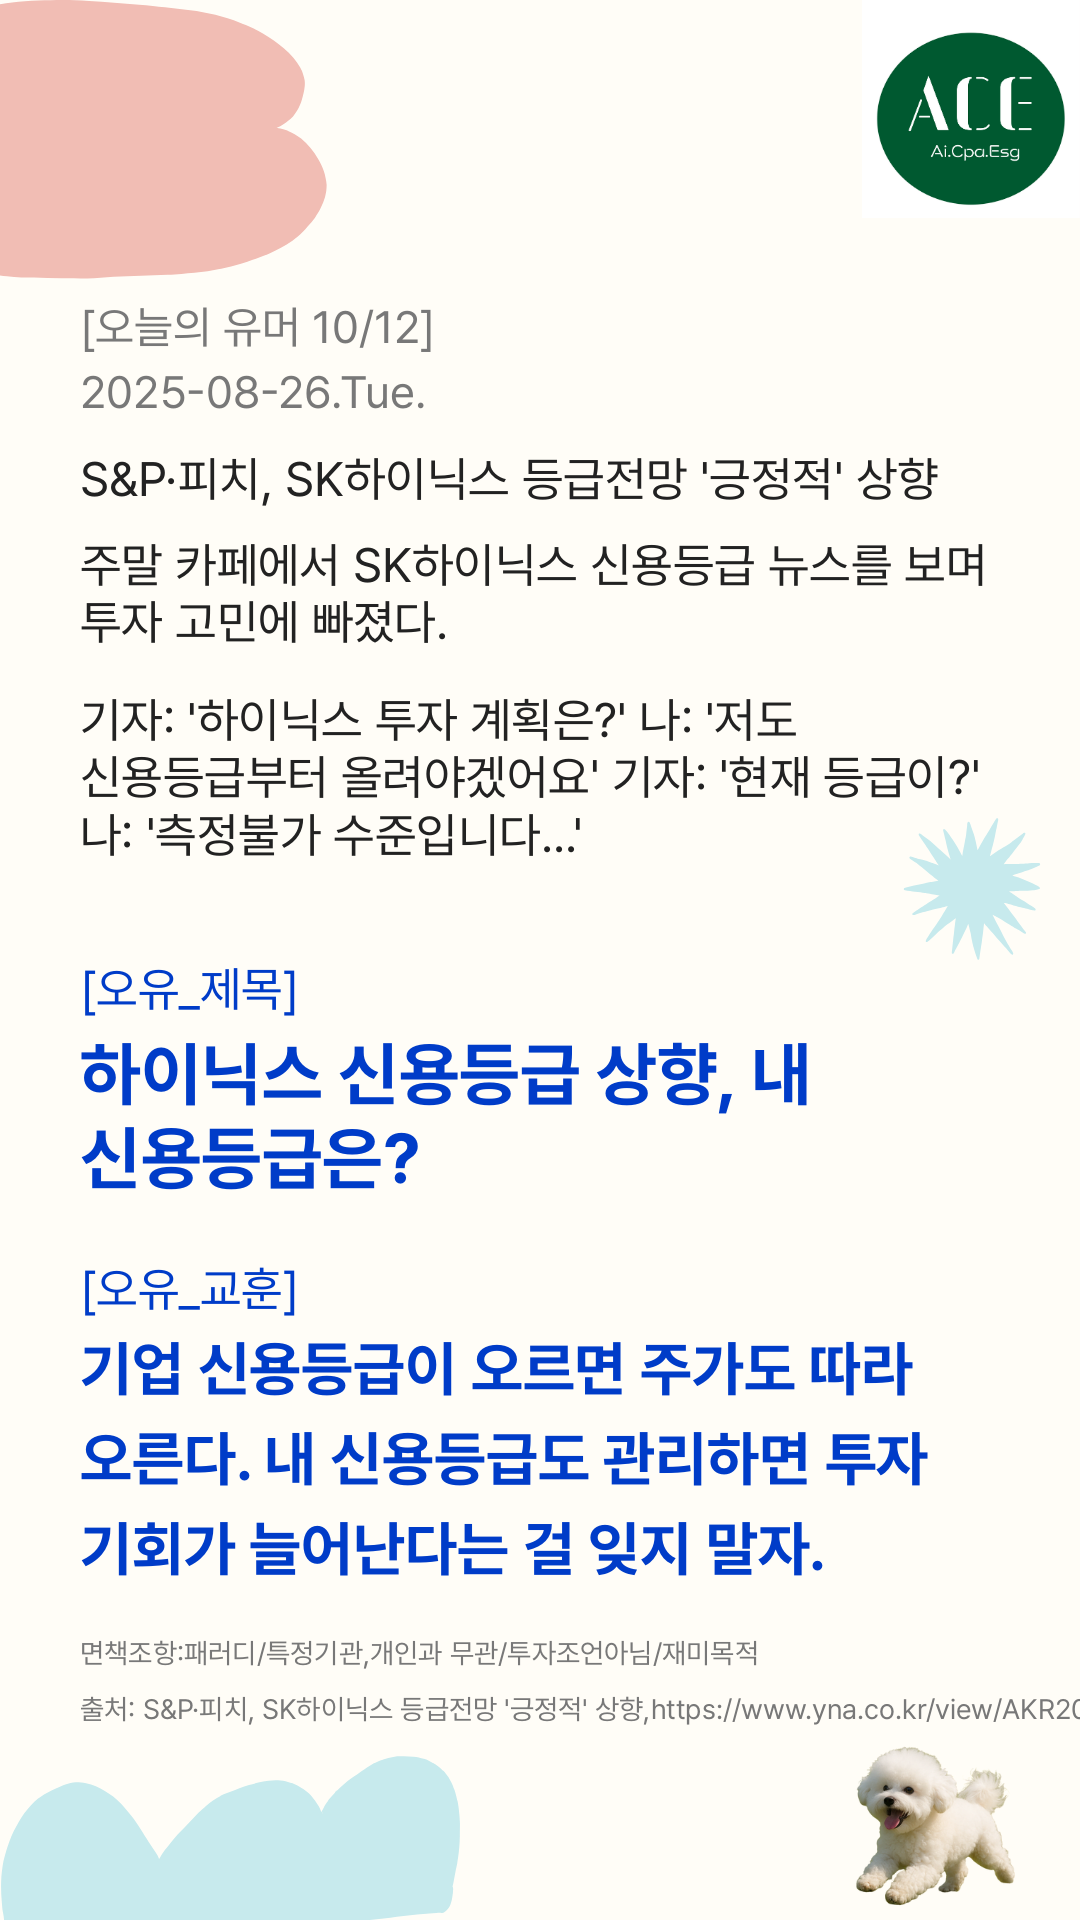 ACE
Ai.Cpa.Esg
[오늘의 유머 10/12]
2025-08-26.Tue.
S&P·피치, SK하이닉스 등급전망 '긍정적' 상향
주말 카페에서 SK하이닉스 신용등급 뉴스를 보며
투자 고민에 빠졌다.
기자: '하이닉스 투자 계획은?' 나: '저도
신용등급부터 올려야겠어요' 기자: '현재 등급이?'
나: '측정불가 수준입니다...'
[오유_제목]
하이닉스 신용등급 상향, 내
신용등급은?
[오유_교훈]
기업 신용등급이 오르면 주가도 따라
오른다. 내 신용등급도 관리하면 투자
기회가 늘어난다는 걸 잊지 말자.
면책조항:패러디/특정기관,개인과 무관/투자조언아님/재미목적
출처: S&P·피치, SK하이닉스 등급전망 '긍정적' 상향,https://www.yna.co.kr/view/AKR20